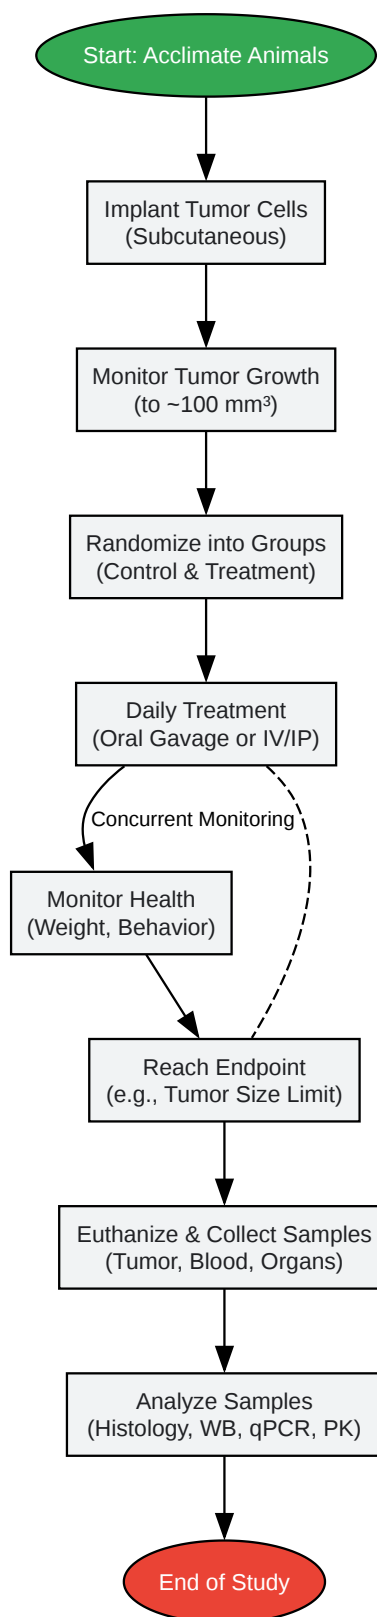 Start: Acclimate Animals
Implant Tumor Cells
(Subcutaneous)
Monitor Tumor Growth
(to ~100 mm³)
Randomize into Groups
(Control & Treatment)
Daily Treatment
(Oral Gavage or IV/IP)
Concurrent Monitoring
Monitor Health
(Weight, Behavior)
Reach Endpoint
(e.g., Tumor Size Limit)
Euthanize & Collect Samples
(Tumor, Blood, Organs)
Analyze Samples
(Histology, WB, qPCR, PK)
End of Study